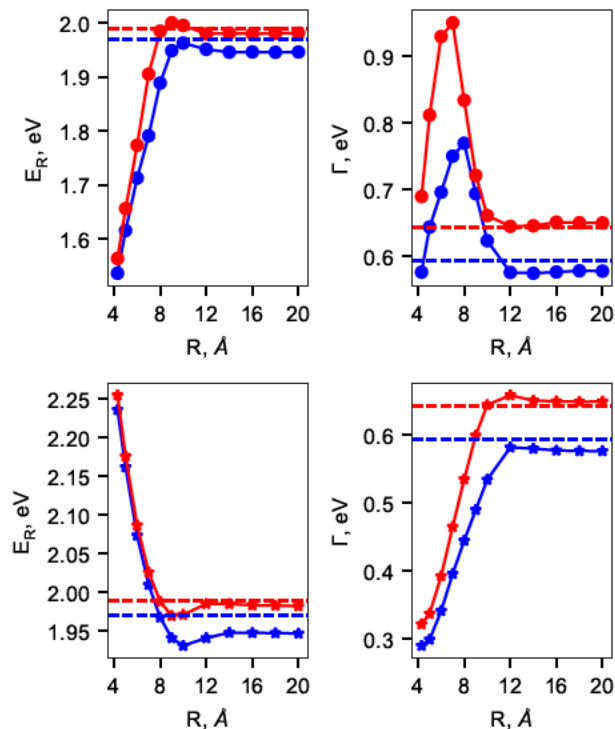 2.0
1.9
1.8
1.7
1.6
E_R, eV
4 8 12 16 20
R, Å
0.9
0.8
0.7
0.6
Γ, eV
4 8 12 16 20
R, Å
2.25
2.20
2.15
2.10
2.05
2.00
1.95
E_R, eV
4 8 12 16 20
R, Å
0.6
0.5
0.4
0.3
Γ, eV
4 8 12 16 20
R, Å